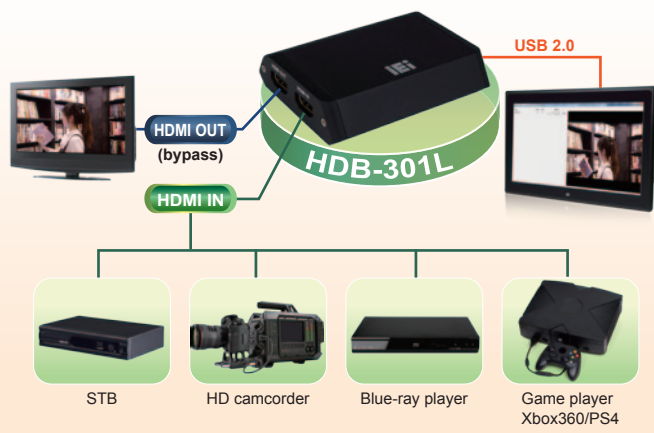 USB 2.0
iEi
HDMI OUT
(bypass)
HDB-301L
HDMI IN
STB
HD camcorder
Blue-ray player
Game player
Xbox360/PS4